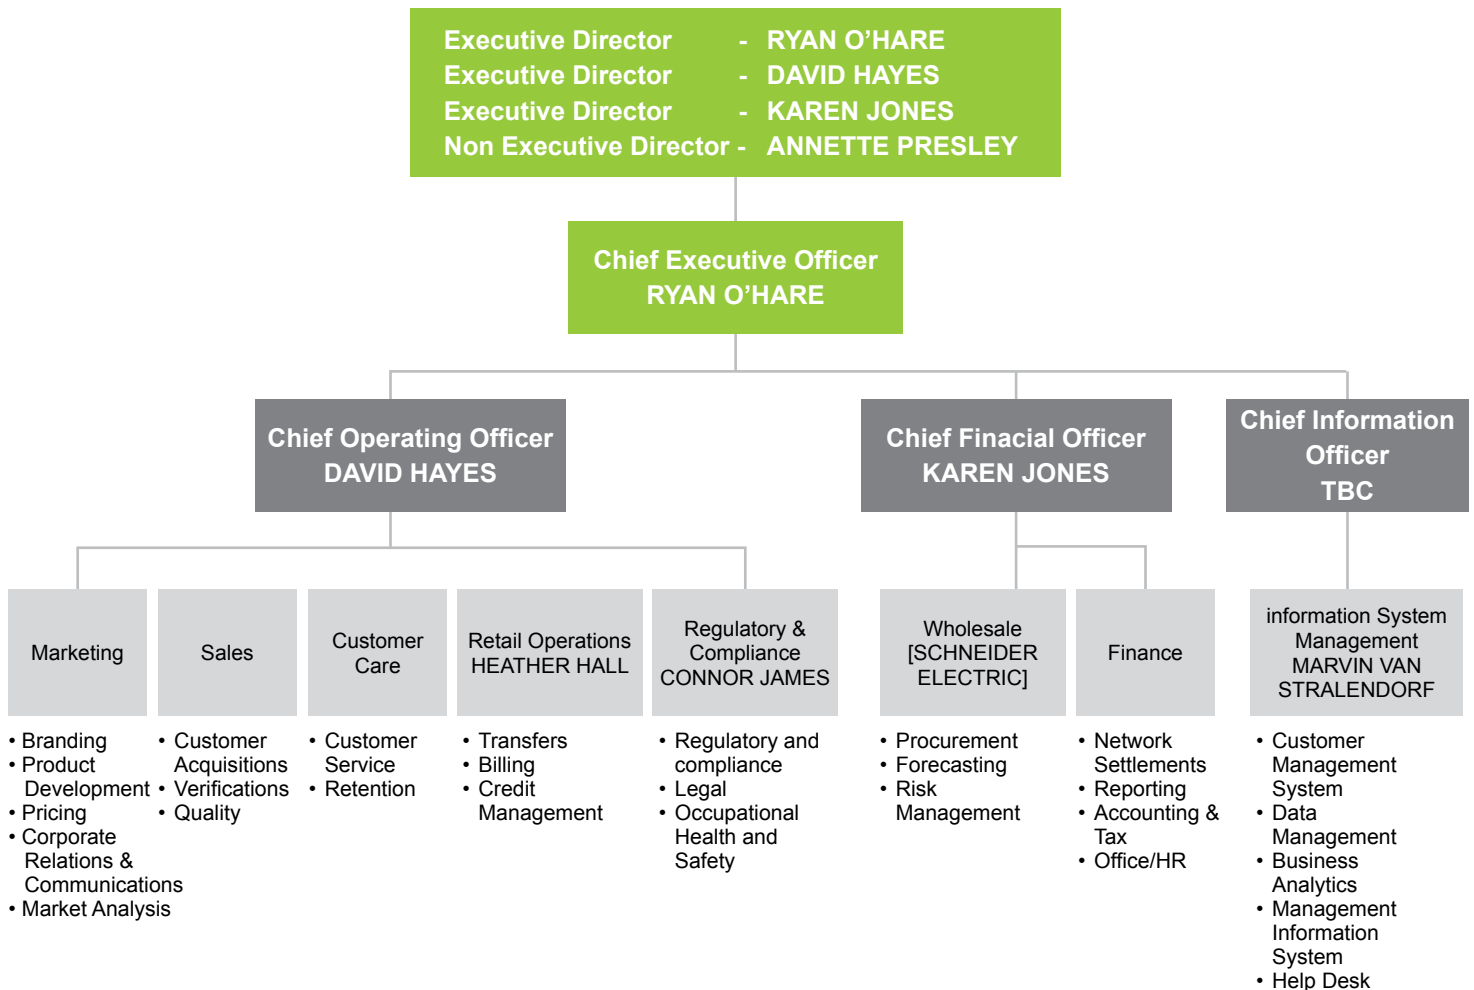 Executive Director - RYAN O’HARE
Executive Director - DAVID HAYES
Executive Director - KAREN JONES
Non Executive Director - ANNETTE PRESLEY
Chief Executive Officer
RYAN O’HARE
Chief Operating Officer
DAVID HAYES
Chief Finacial Officer
KAREN JONES
Chief Information
Officer
TBC
Marketing
Sales
Customer
Care
Retail Operations
HEATHER HALL
Regulatory &
Compliance
CONNOR JAMES
Wholesale
[SCHNEIDER
ELECTRIC]
Finance
information System
Management
MARVIN VAN
STRALENDORF
• Branding
• Product
Development
• Pricing
• Corporate
Relations &
Communications
• Market Analysis
• Customer
Acquisitions
• Verifications
• Quality
• Customer
Service
• Retention
• Transfers
• Billing
• Credit
Management
• Regulatory and
compliance
• Legal
• Occupational
Health and
Safety
• Procurement
• Forecasting
• Risk
Management
• Network
Settlements
• Reporting
• Accounting &
Tax
• Office/HR
• Customer
Management
System
• Data
Management
• Business
Analytics
• Management
Information
System
• Help Desk